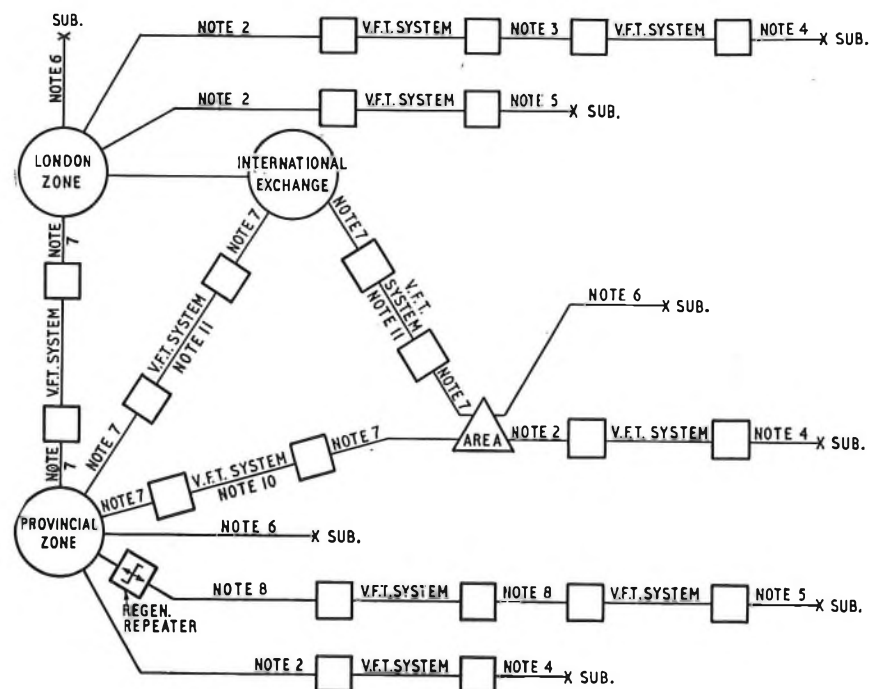 SUB.
NOTE 6
NOTE 2 V.F.T. SYSTEM NOTE 3 V.F.T. SYSTEM NOTE 4 SUB.
NOTE 2 V.F.T. SYSTEM NOTE 5 SUB.
LONDON
ZONE
INTERNATIONAL
EXCHANGE
NOTE
7
V.F.T. SYSTEM
NOTE
7
NOTE 7
V.F.T. SYSTEM
NOTE 11
NOTE 7
NOTE 7
V.F.T.
SYSTEM
NOTE 11
NOTE 7
NOTE 6 SUB.
AREA
NOTE 2 V.F.T. SYSTEM NOTE 4 SUB.
NOTE 7 V.F.T. SYSTEM NOTE 7
NOTE 10
PROVINCIAL
ZONE
NOTE 6 SUB.
REGEN.
REPEATER
NOTE 8 V.F.T. SYSTEM NOTE 8 V.F.T. SYSTEM NOTE 5 SUB.
NOTE 2 V.F.T. SYSTEM NOTE 4 SUB.